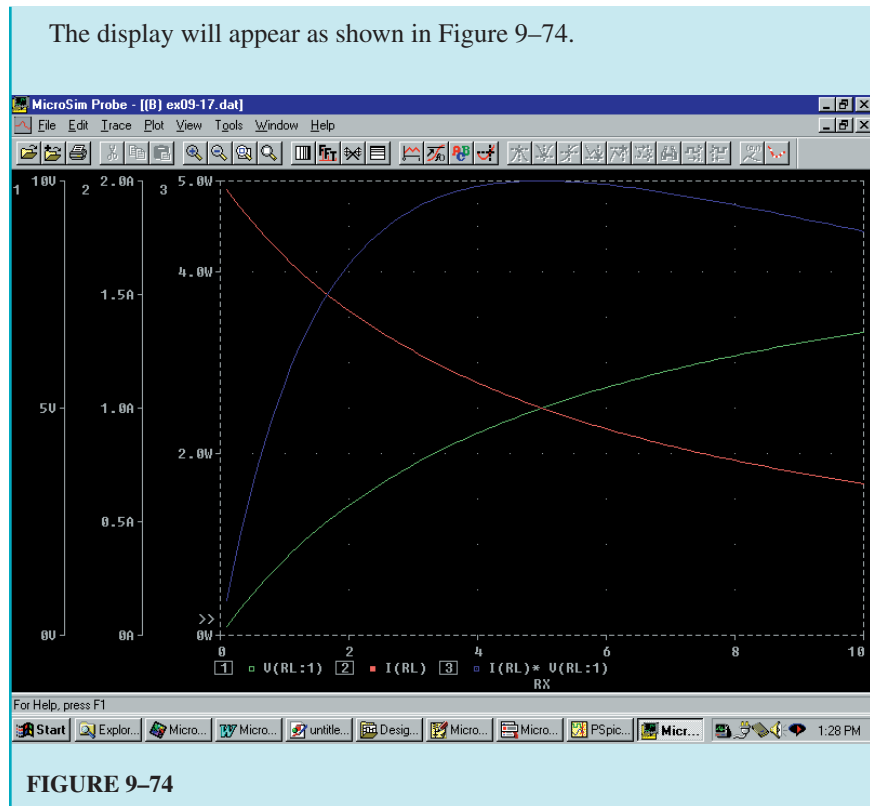 The display will appear as shown in Figure 9–74.
MicroSim Probe - [(B) ex09-17.dat]
File Edit Trace Plot View Tools Window Help
1 10V 2 2.0A 3 5.0W
4.0W
1.5A
5V 1.0A
2.0W
0.5A
>>
0V 0A 0W
0 2 4 6 8 10
1 V(RL:1) 2 I(RL) 3 I(RL)* V(RL:1)
RX
For Help, press F1
Start Explor... Micro... Micro... untitle... Desig... Micro... Micro... PSpic... Micr... 1:28 PM
FIGURE 9–74